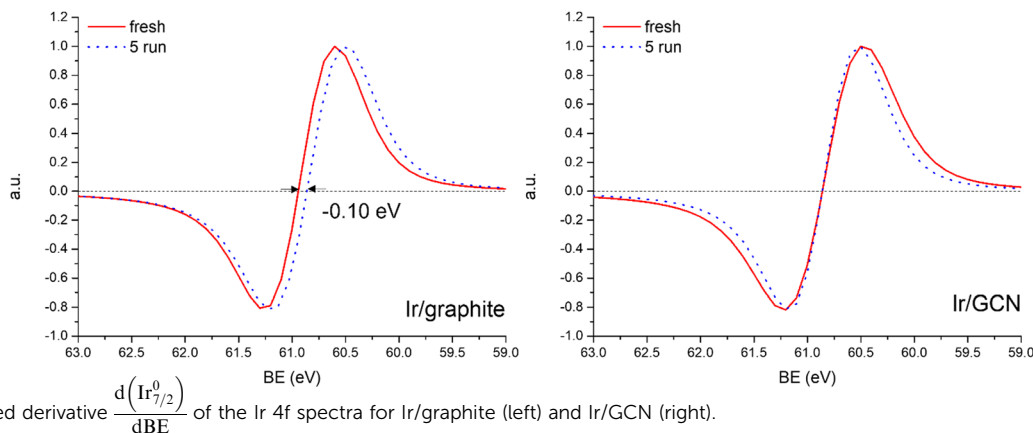 fresh
5 run
1.2
1.0
0.8
0.6
0.4
0.2
0.0
-0.2
-0.4
-0.6
-0.8
-1.0
a.u.
-0.10 eV
Ir/graphite
63.0 62.5 62.0 61.5 61.0 60.5 60.0 59.5 59.0
BE (eV)
fresh
5 run
1.2
1.0
0.8
0.6
0.4
0.2
0.0
-0.2
-0.4
-0.6
-0.8
-1.0
a.u.
Ir/GCN
63.0 62.5 62.0 61.5 61.0 60.5 60.0 59.5 59.0
BE (eV)
ed derivative d(Ir⁰₇/₂)/dBE of the Ir 4f spectra for Ir/graphite (left) and Ir/GCN (right).